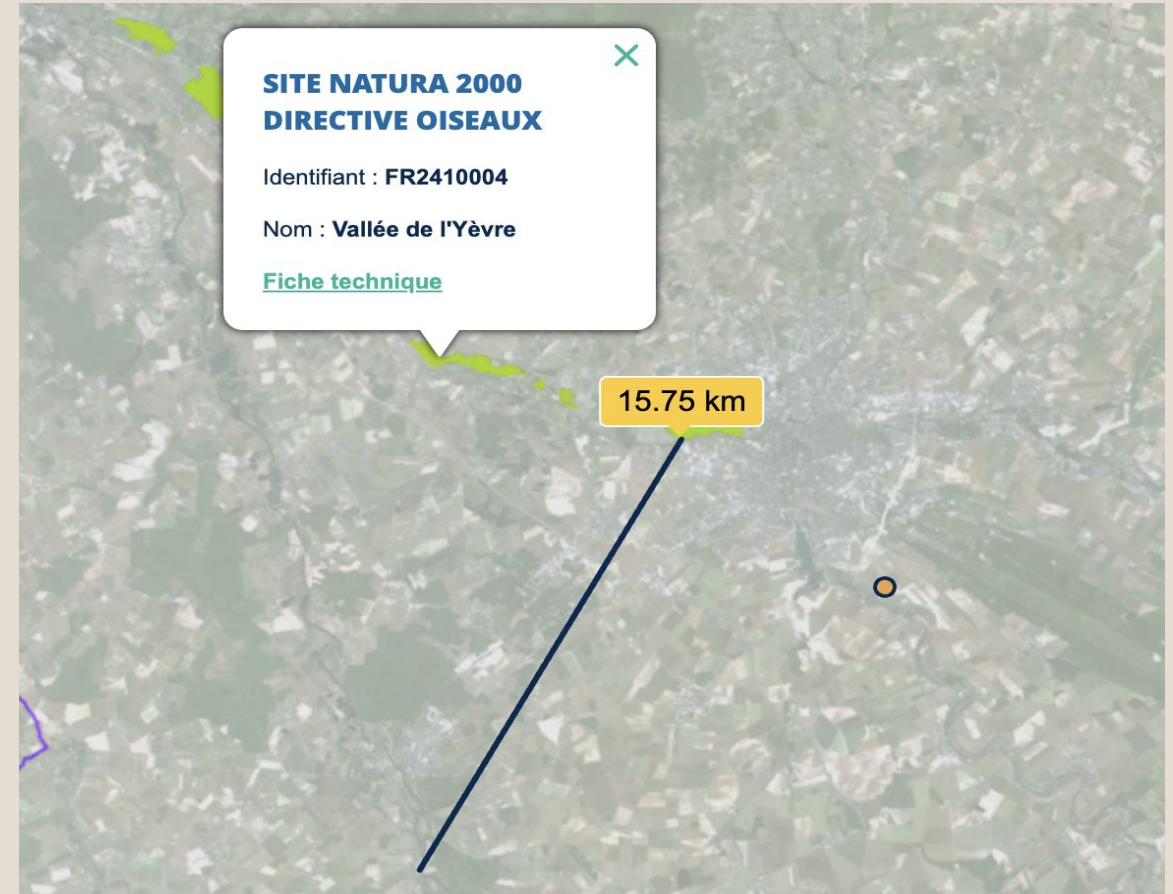 SITE NATURA 2000
DIRECTIVE OISEAUX
Identifiant : FR2410004
Nom : Vallée de l'Yèvre
Fiche technique
15.75 km